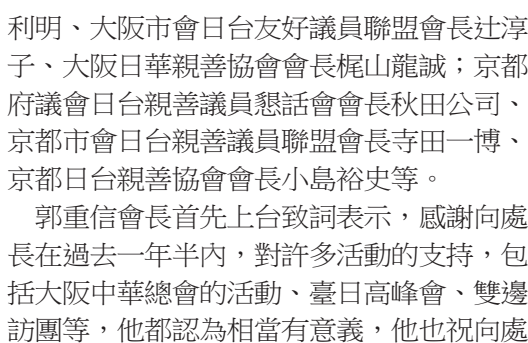 利明、大阪市會日台友好議員聯盟會長辻淳
子、大阪日華親善協會會長梶山龍誠；京都
府議會日台親善議員懇話會會長秋田公司、
京都市會日台親善議員聯盟會長寺田一博、
京都日台親善協會會長小島裕史等。
　郭重信會長首先上台致詞表示，感謝向處
長在過去一年半內，對許多活動的支持，包
括大阪中華總會的活動、臺日高峰會、雙邊
訪團等，他都認為相當有意義，他也祝向處